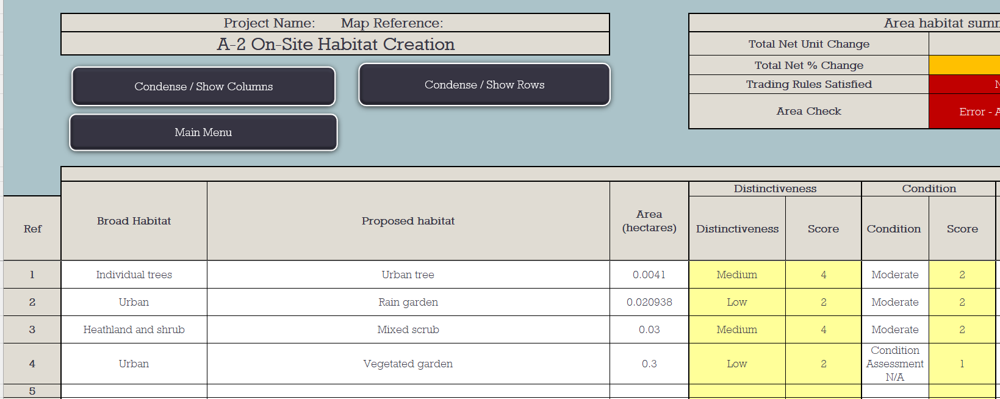 Project Name: Map Reference:
A-2 On-Site Habitat Creation
Condense / Show Columns
Condense / Show Rows
Main Menu
Area habitat
Total Net Unit Change
Total Net % Change
Trading Rules Satisfied
Area Check
Error -
Ref
Broad Habitat
Proposed habitat
Area
(hectares)
Distinctiveness
Condition
Distinctiveness Score Condition Score
1 Individual trees Urban tree 0.0041 Medium 4 Moderate 2
2 Urban Rain garden 0.020938 Low 2 Moderate 2
3 Heathland and shrub Mixed scrub 0.03 Medium 4 Moderate 2
4 Urban Vegetated garden 0.3 Low 2 Condition
Assessment
N/A
1
5